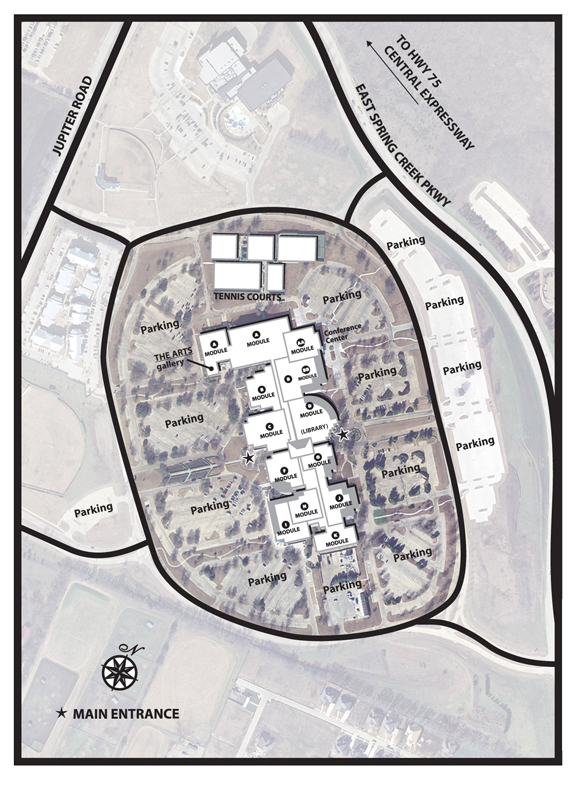 TO HWY 75
CENTRAL EXPRESSWAY
JUPITER ROAD
EAST SPRING CREEK PKWY
Parking
Parking
TENNIS COURTS
Parking
Parking
Conference
Center
A
MODULE
MODULE
THE ARTS
gallery
AA
MODULE
Parking
Parking
MODULE
MODULE
MODULE
Parking
C
MODULE
(LIBRARY)
Parking
MODULE
MODULE
Parking
Parking
Parking
J
MODULE
H
MODULE
I
MODULE
MODULE
Parking
Parking
Parking
N
MAIN ENTRANCE